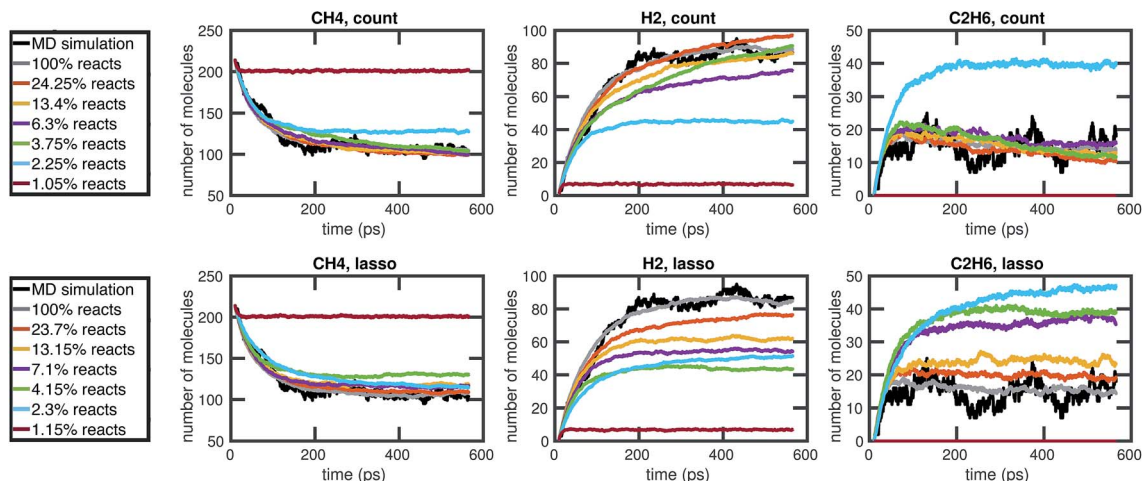 MD simulation
100% reacts
24.25% reacts
13.4% reacts
6.3% reacts
3.75% reacts
2.25% reacts
1.05% reacts
CH4, count
number of molecules
250
200
150
100
50
0 200 400 600
time (ps)
H2, count
number of molecules
100
80
60
40
20
0
0 200 400 600
time (ps)
C2H6, count
number of molecules
50
40
30
20
10
0
0 200 400 600
time (ps)
MD simulation
100% reacts
23.7% reacts
13.15% reacts
7.1% reacts
4.15% reacts
2.3% reacts
1.15% reacts
CH4, lasso
number of molecules
250
200
150
100
50
0 200 400 600
time (ps)
H2, lasso
number of molecules
100
80
60
40
20
0
0 200 400 600
time (ps)
C2H6, lasso
number of molecules
50
40
30
20
10
0
0 200 400 600
time (ps)